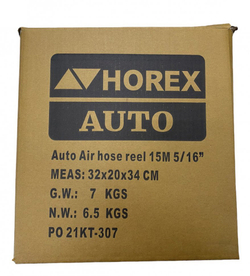 HOREX
AUTO
Auto Air hose reel 15M 5/16”
MEAS: 32x20x34 CM
G.W.: 7 KGS
N.W.: 6.5 KGS
PO 21KT-307